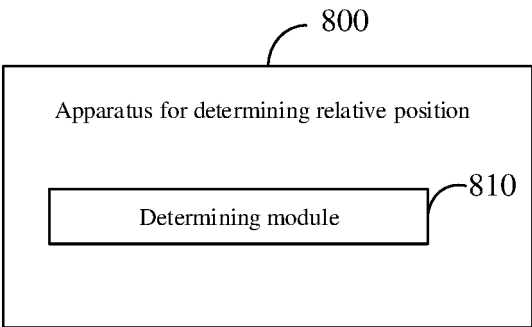 800
Apparatus for determining relative position
810
Determining module